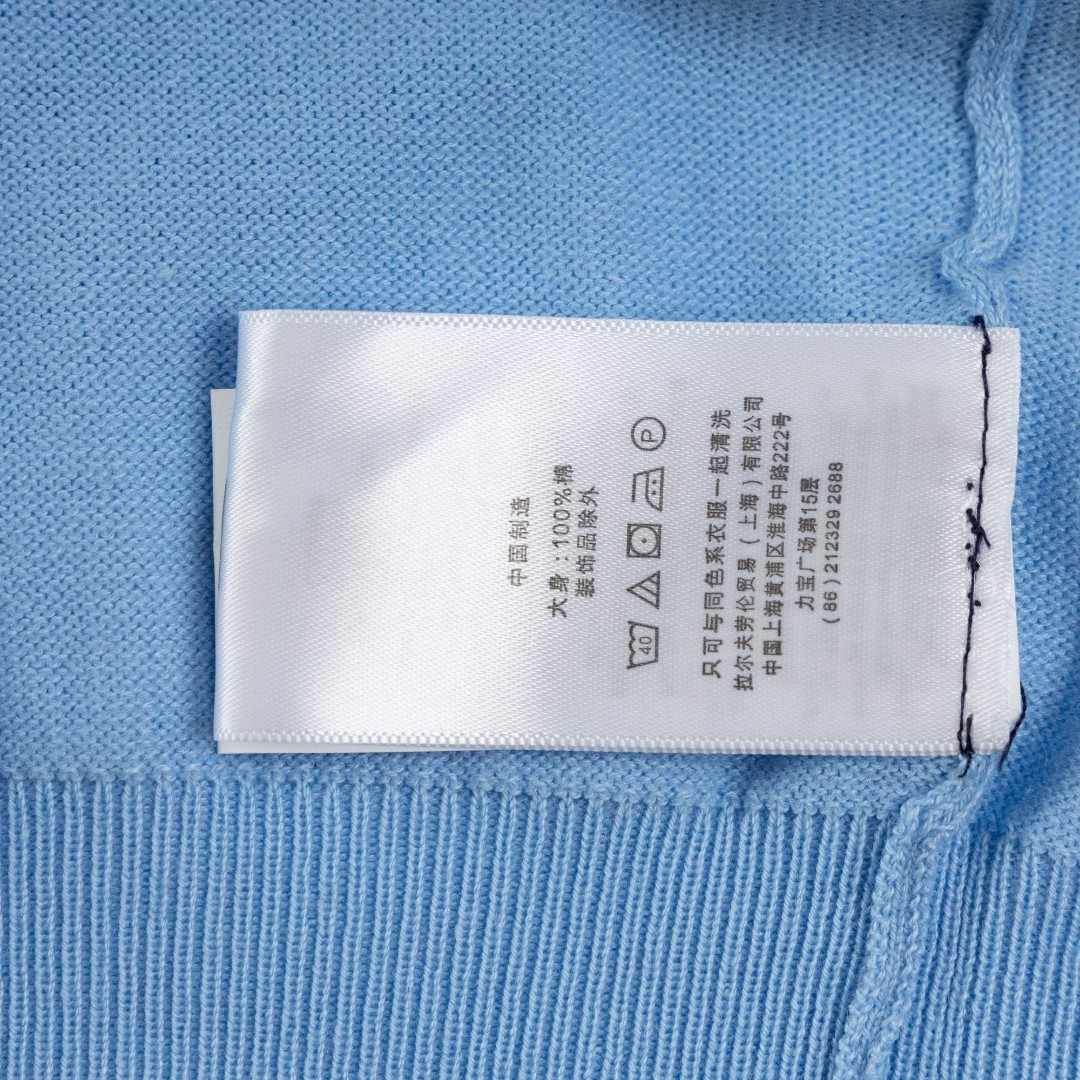 中国制造
大身:100%棉
装饰品除外
40 P
只可与同色系衣服一起清洗
拉尔夫劳伦贸易(上海)有限公司
中国上海黄浦区淮海中路222号
力宝广场第15层
(86)212329 2688